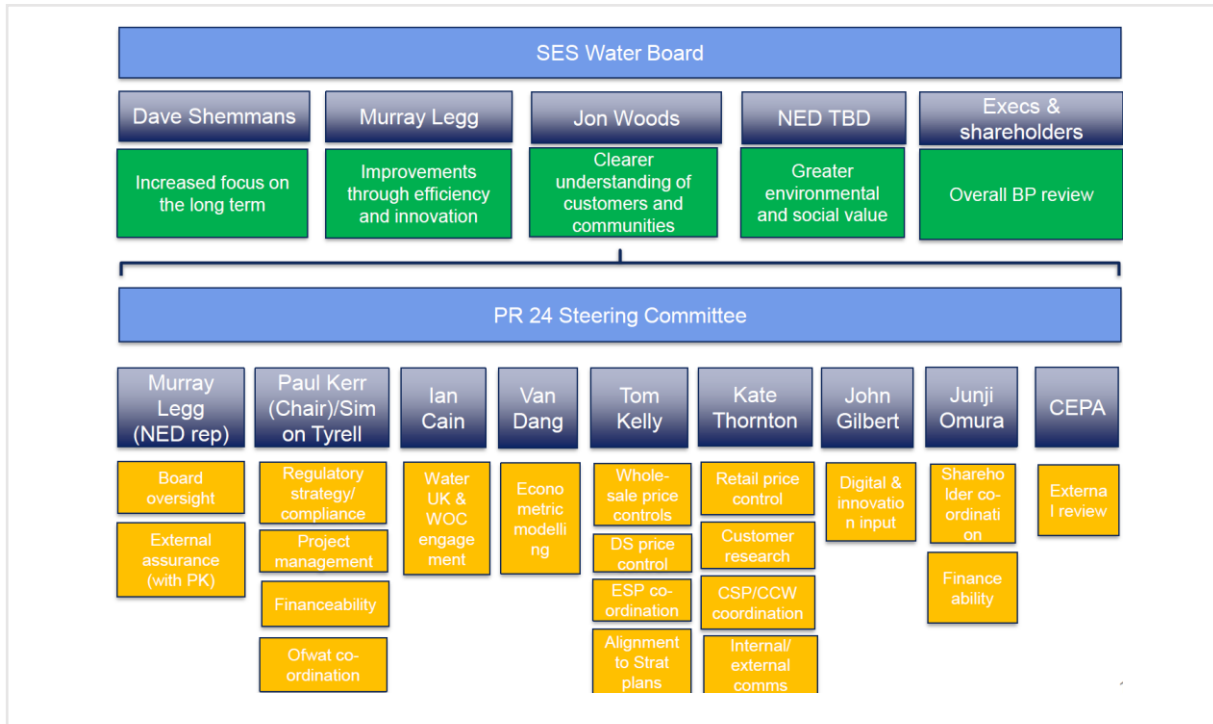 SES Water Board
Dave Shemmans
Murray Legg
Jon Woods
NED TBD
Execs &
shareholders
Increased focus on
the long term
Improvements
through efficiency
and innovation
Clearer
understanding of
customers and
communities
Greater
environmental
and social value
Overall BP review
PR 24 Steering Committee
Murray
Legg
(NED rep)
Paul Kerr
(Chair)/Sim
on Tyrell
Ian
Cain
Van
Dang
Tom
Kelly
Kate
Thornton
John
Gilbert
Junji
Omura
CEPA
Board
oversight
External
assurance
(with PK)
Regulatory
strategy/
compliance
Project
management
Financeability
Ofwat co-
ordination
Water
UK &
WOC
engage
ment
Econo
metric
modelli
ng
Whole-
sale price
controls
DS price
control
ESP co-
ordination
Alignment
to Strat
plans
Retail price
control
Customer
research
CSP/CCW
coordination
Internal/
external
comms
Digital &
innovatio
n input
Shareho
lder co-
ordinati
on
Finance
ability
Externa
l review